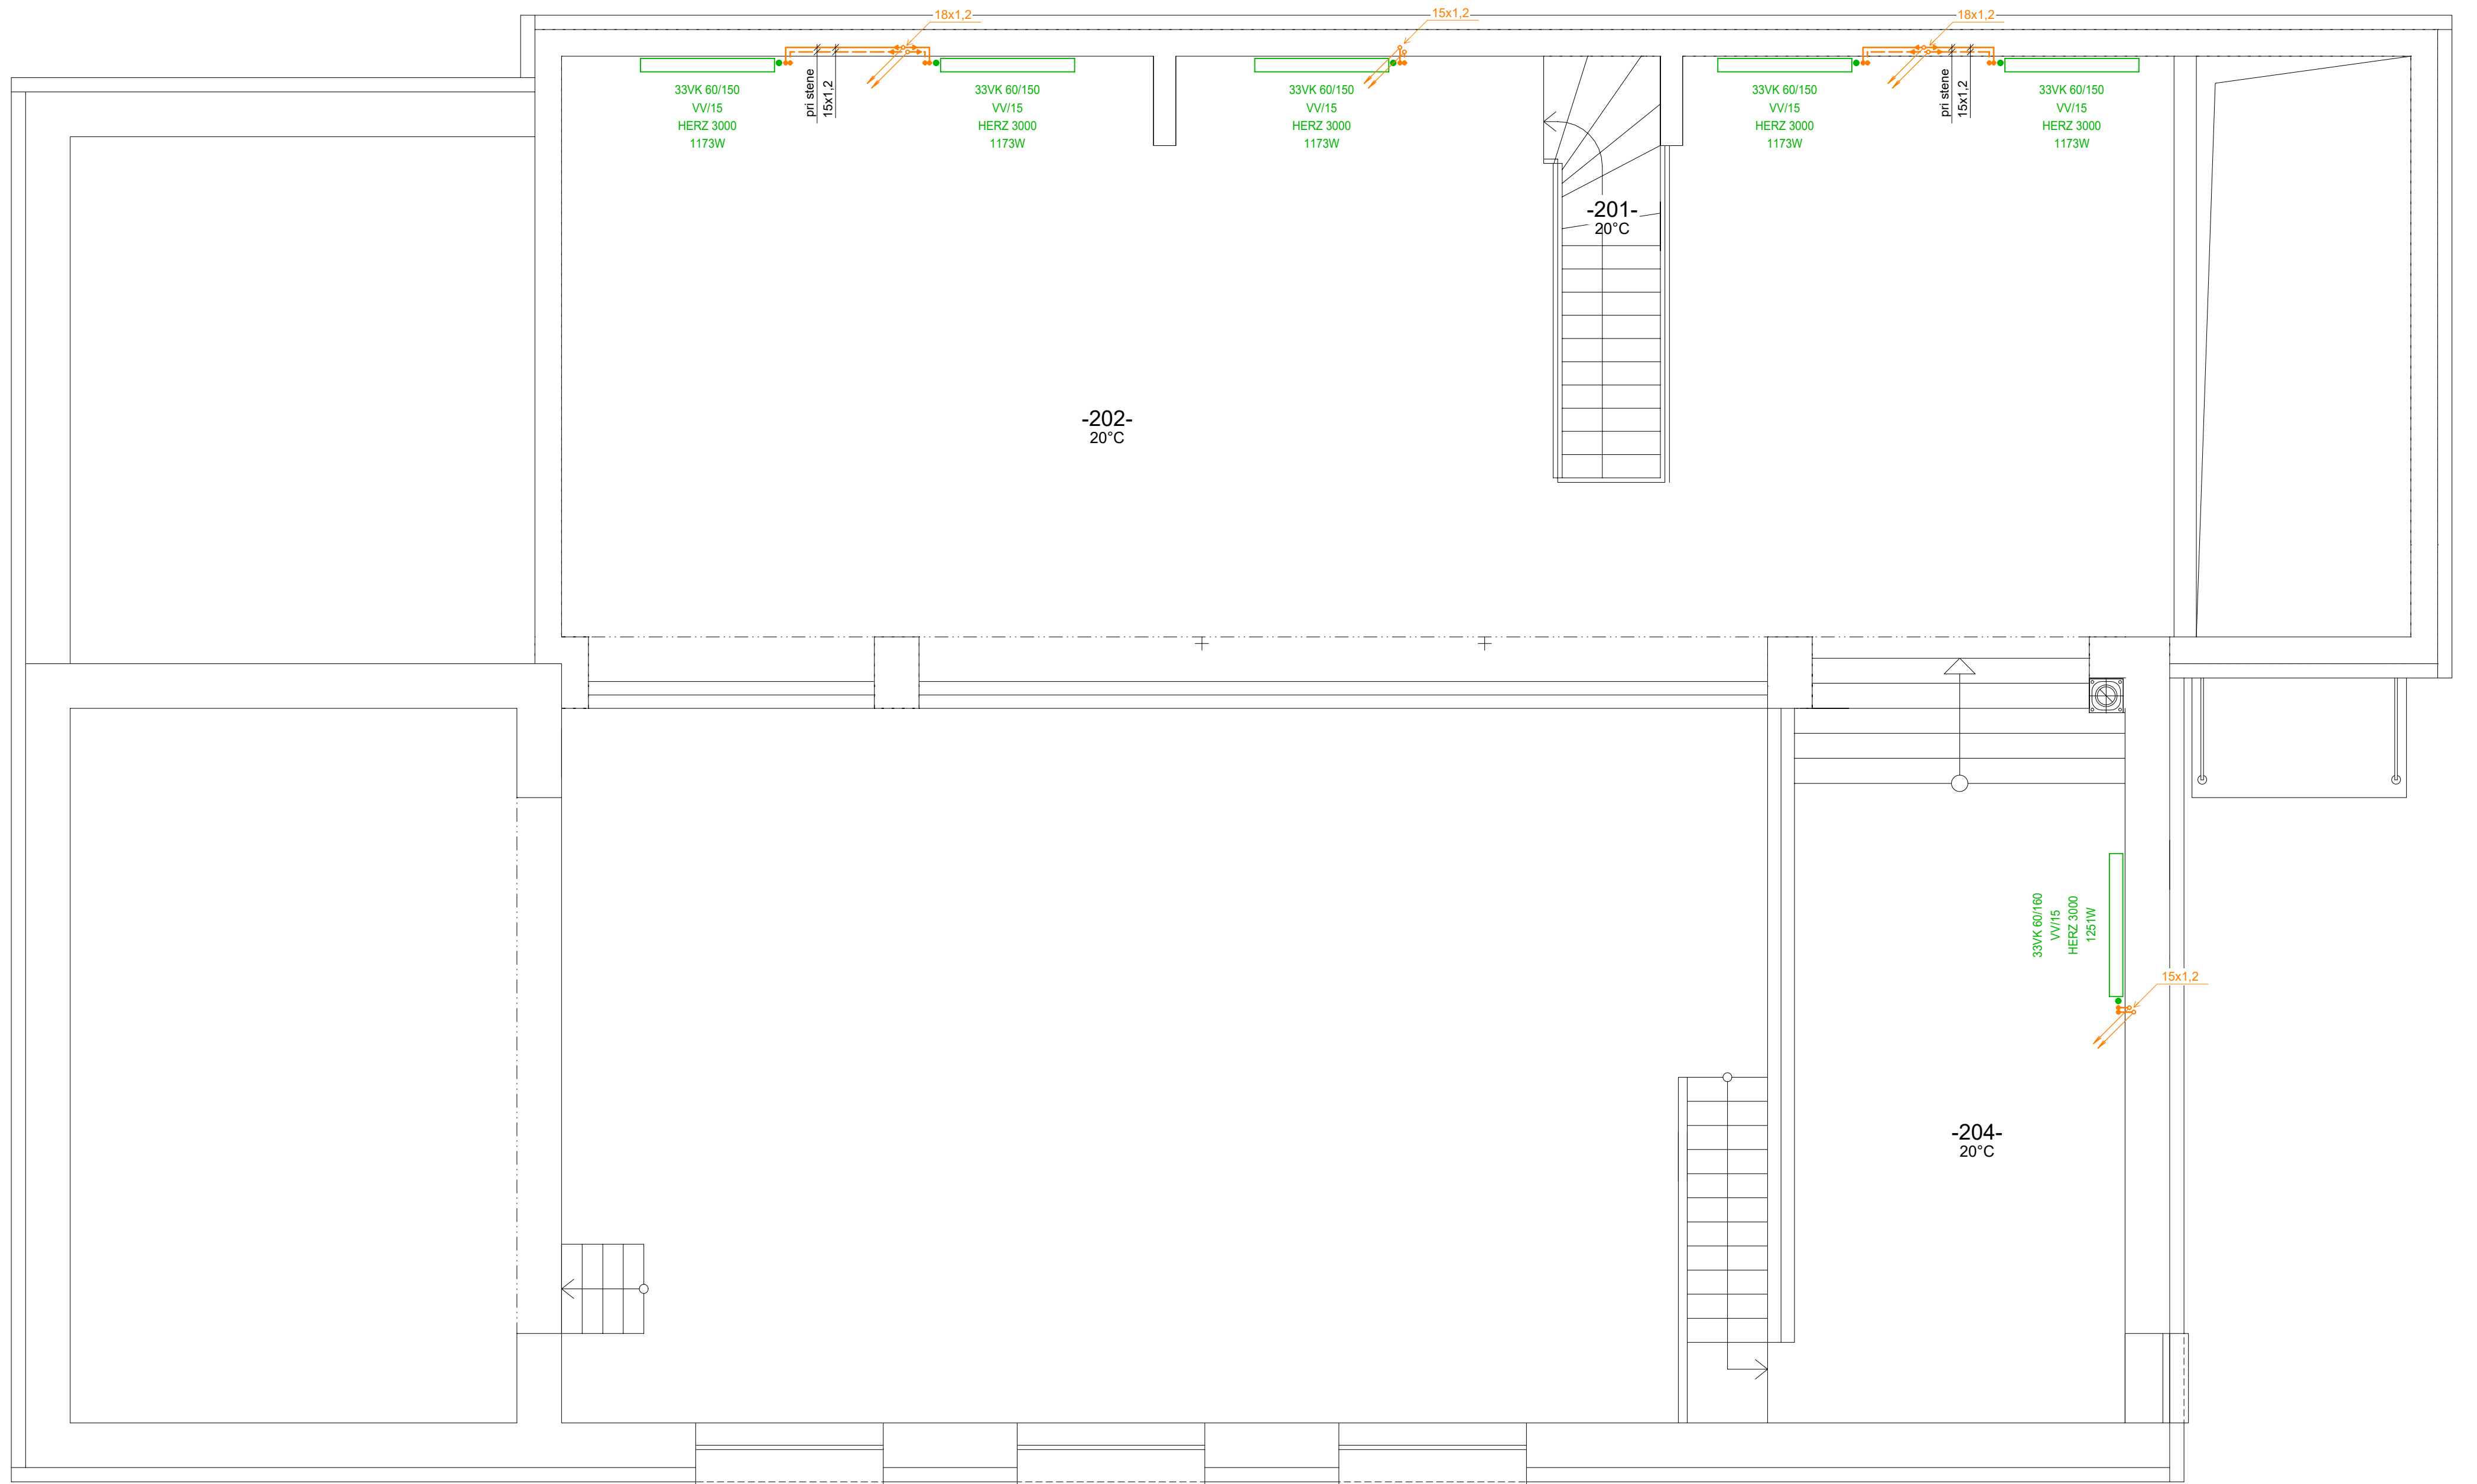 18x1,2
15x1,2
18x1,2
pri stene
15x1,2
pri stene
15x1,2
33VK 60/150
VV/15
HERZ 3000
1173W
33VK 60/150
VV/15
HERZ 3000
1173W
33VK 60/150
VV/15
HERZ 3000
1173W
33VK 60/150
VV/15
HERZ 3000
1173W
33VK 60/150
VV/15
HERZ 3000
1173W
-201-
20°C
-202-
20°C
33VK 60/160
VV/15
HERZ 3000
1251W
15x1,2
-204-
20°C